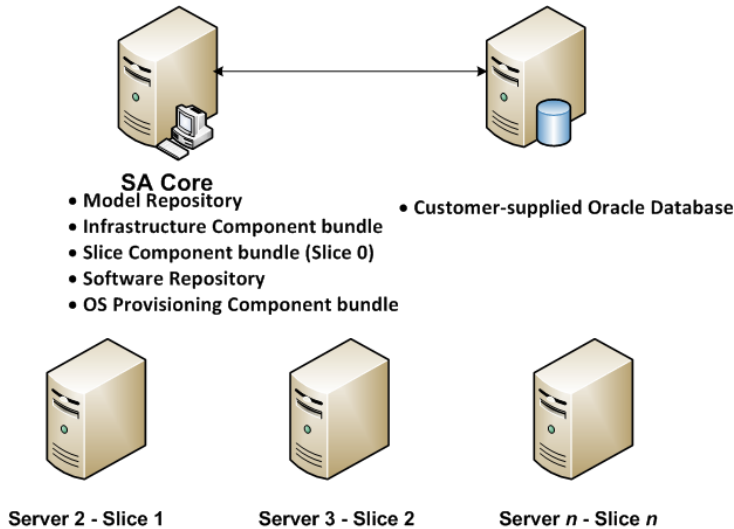 SA Core
• Model Repository
• Infrastructure Component bundle
• Slice Component bundle (Slice 0)
• Software Repository
• OS Provisioning Component bundle
• Customer-supplied Oracle Database
Server 2 - Slice 1
Server 3 - Slice 2
Server n - Slice n